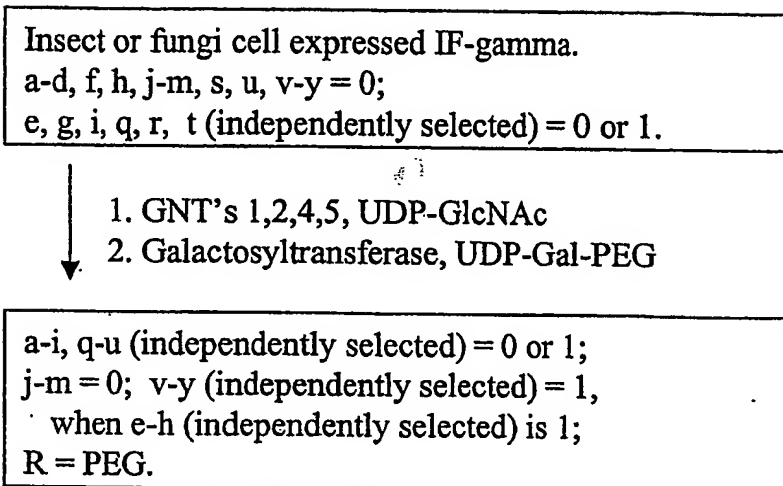 Insect or fungi cell expressed IF-gamma.
a-d, f, h, j-m, s, u, v-y = 0;
e, g, i, q, r, t (independently selected) = 0 or 1.
1. GNT's 1,2,4,5, UDP-GlcNAc
2. Galactosyltransferase, UDP-Gal-PEG
a-i, q-u (independently selected) = 0 or 1;
j-m = 0; v-y (independently selected) = 1,
when e-h (independently selected) is 1;
R = PEG.